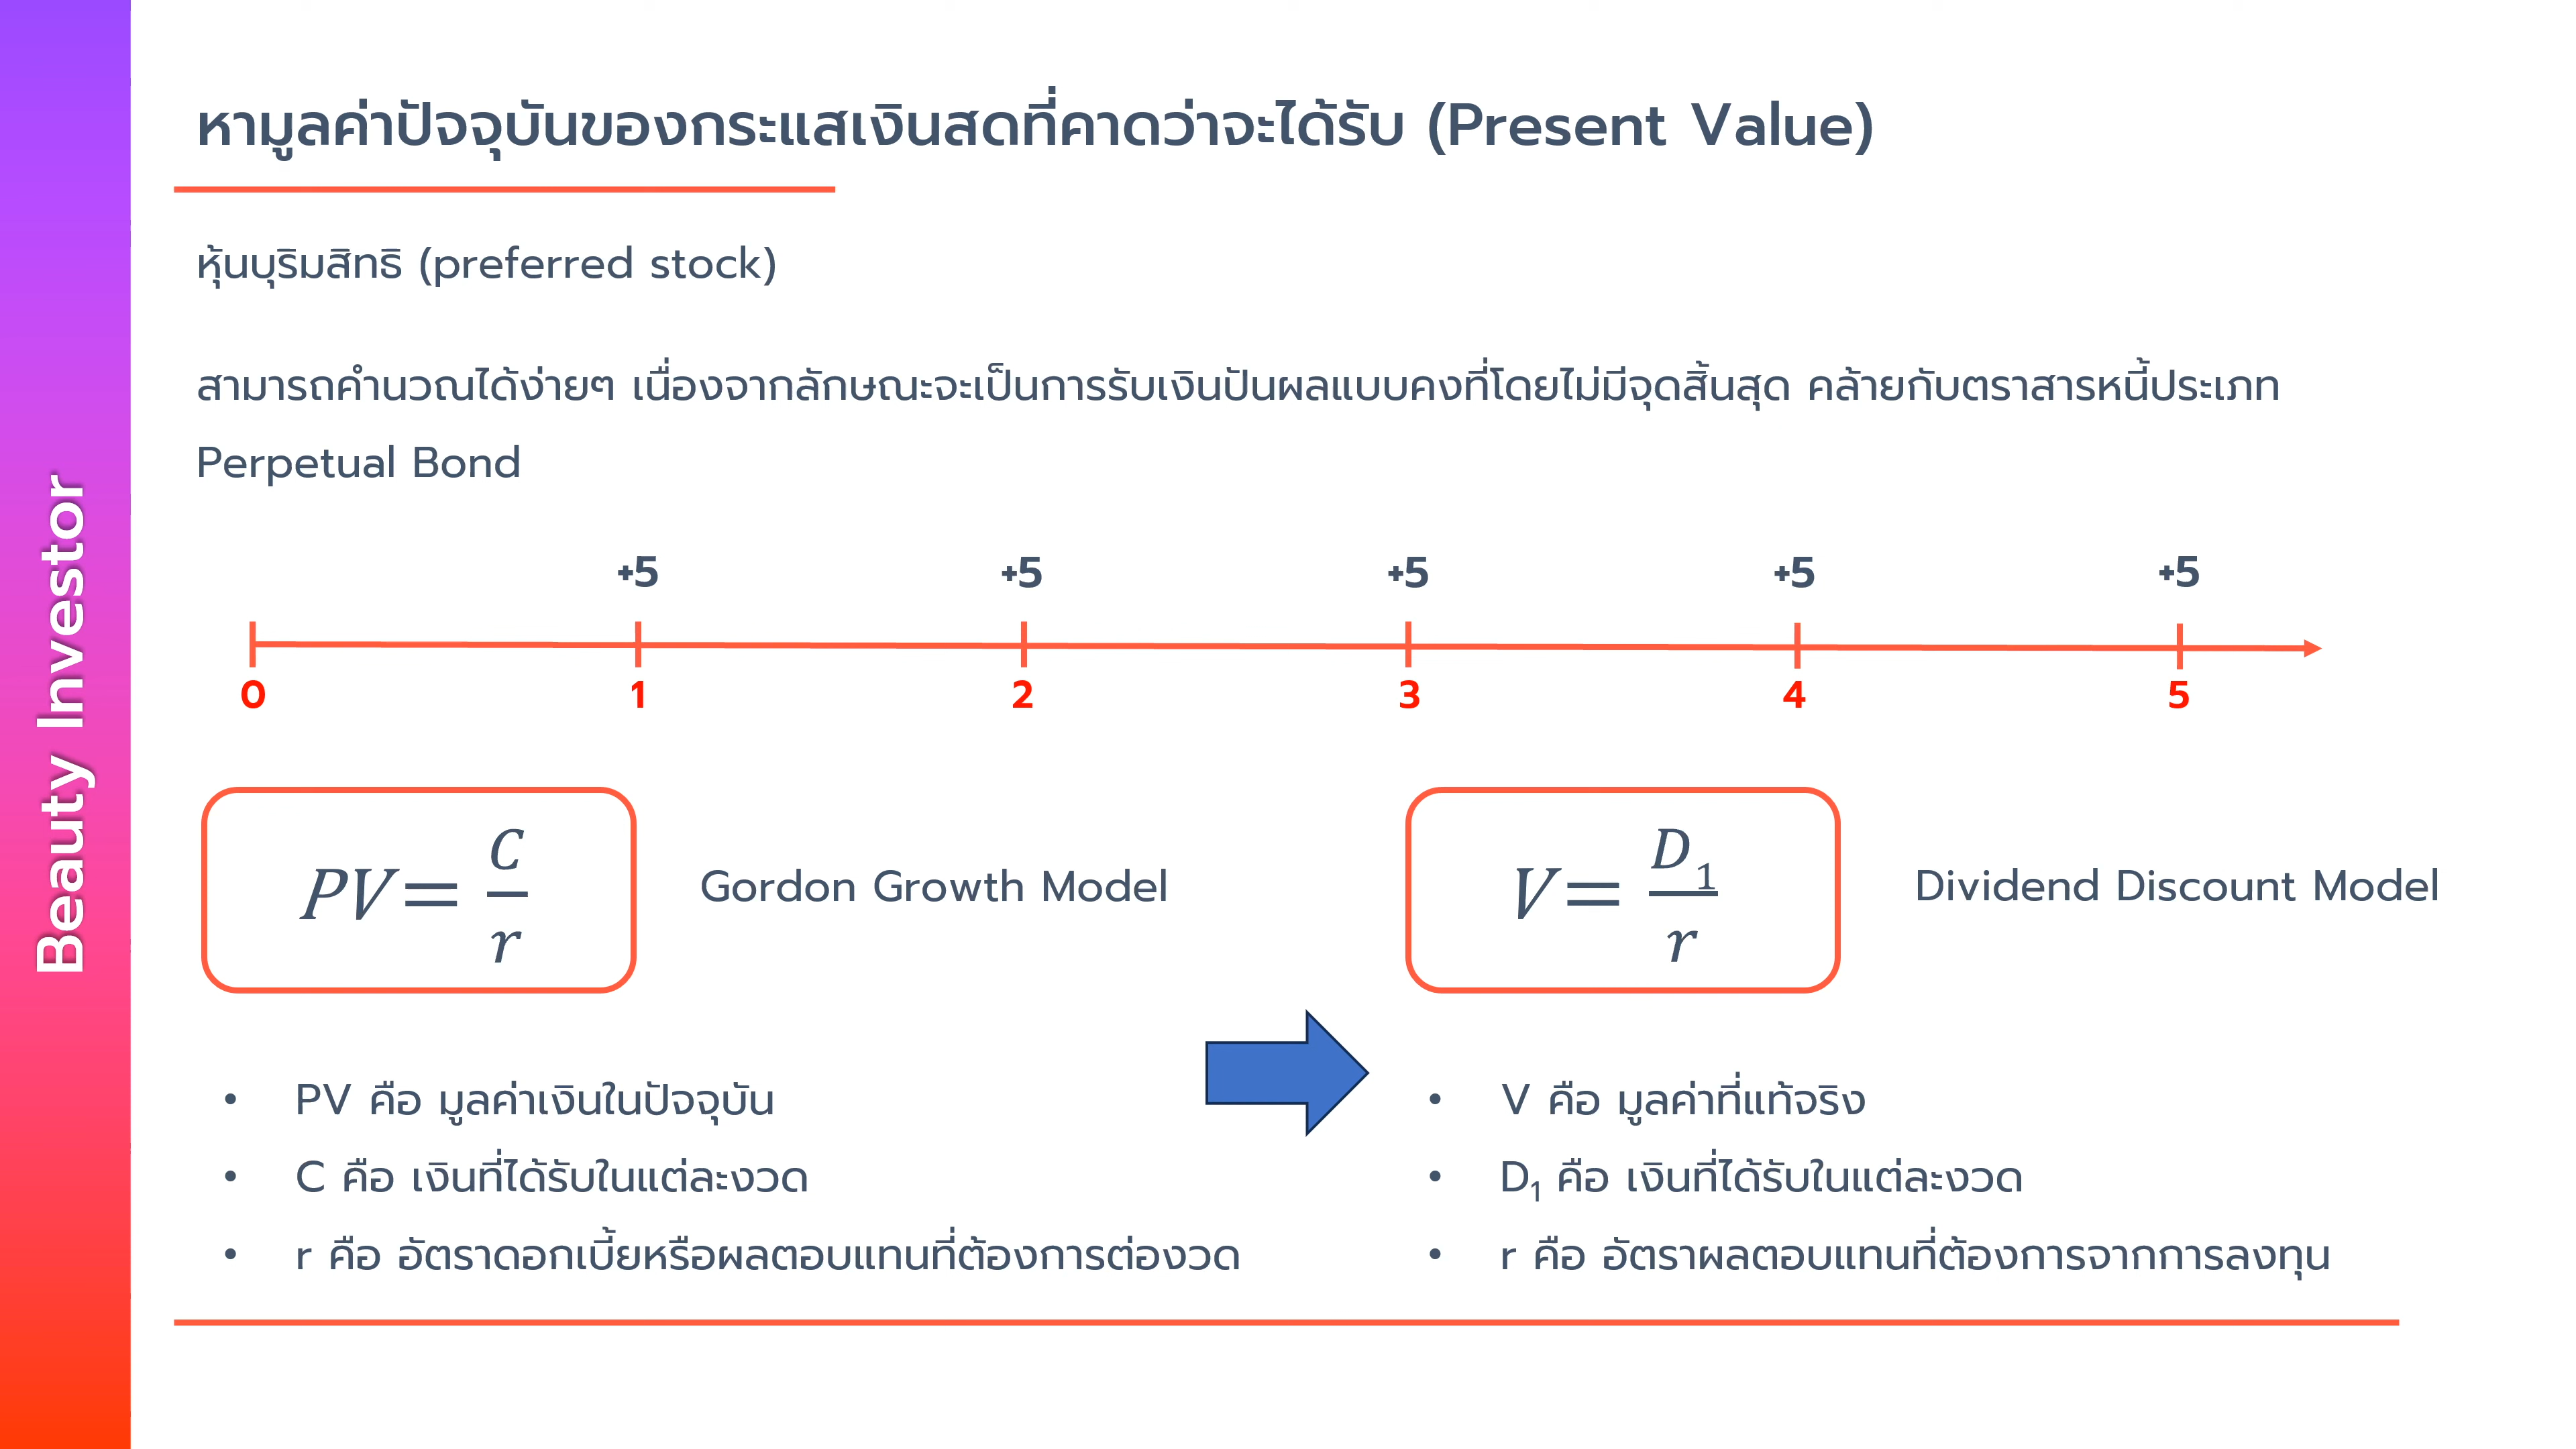 Beauty Investor
หามูลค่าปัจจุบันของกระแสเงินสดที่คาดว่าจะได้รับ (Present Value)
หุ้นบุริมสิทธิ (preferred stock)
สามารถคำนวณได้ง่ายๆ เนื่องจากลักษณะจะเป็นการรับเงินปันผลแบบคงที่โดยไม่มีจุดสิ้นสุด คล้ายกับตราสารหนี้ประเภท
Perpetual Bond
+5 +5 +5 +5 +5
0 1 2 3 4 5
PV = C/r
Gordon Growth Model
V = D₁/r
Dividend Discount Model
• PV คือ มูลค่าเงินในปัจจุบัน
• C คือ เงินที่ได้รับในแต่ละงวด
• r คือ อัตราดอกเบี้ยหรือผลตอบแทนที่ต้องการต่องวด
• V คือ มูลค่าที่แท้จริง
• D₁ คือ เงินที่ได้รับในแต่ละงวด
• r คือ อัตราผลตอบแทนที่ต้องการจากการลงทุน